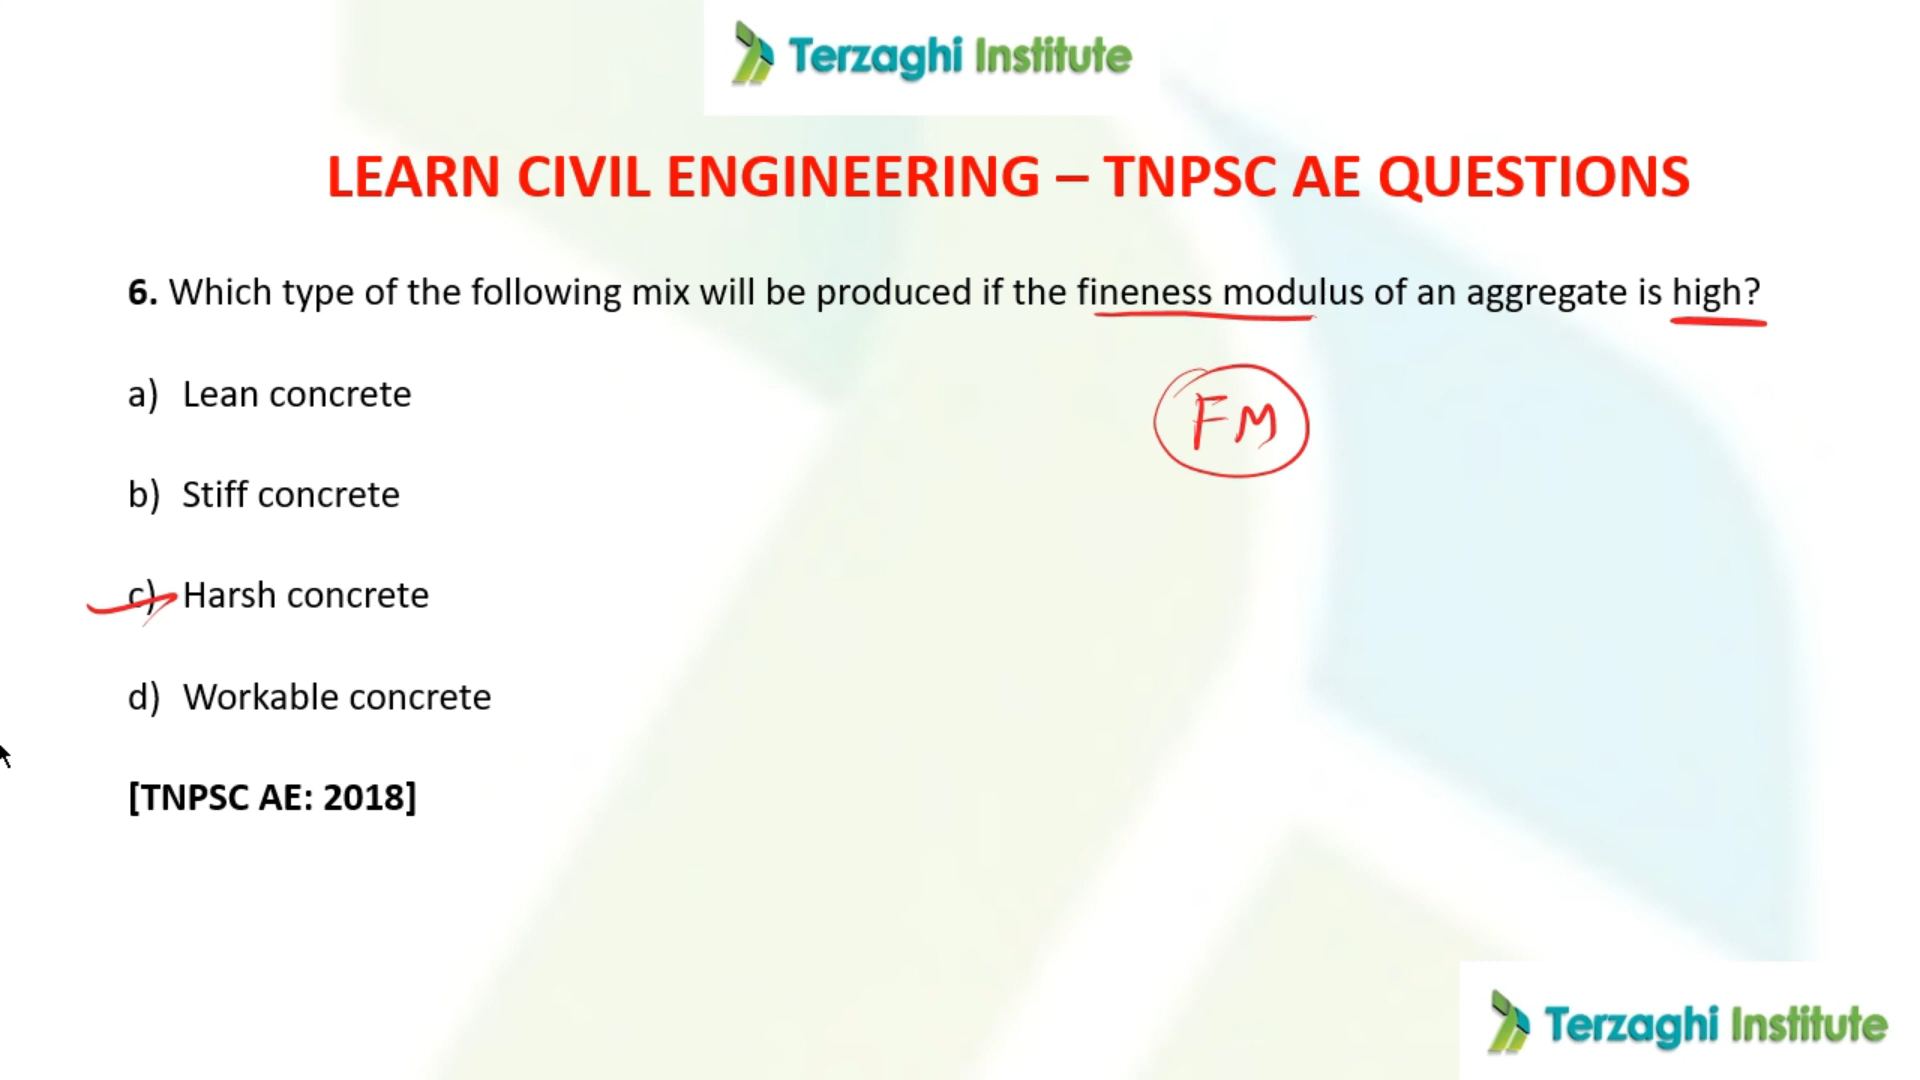 Terzaghi Institute
LEARN CIVIL ENGINEERING – TNPSC AE QUESTIONS
6. Which type of the following mix will be produced if the fineness modulus of an aggregate is high?
FM
a) Lean concrete
b) Stiff concrete
c) Harsh concrete
d) Workable concrete
[TNPSC AE: 2018]
Terzaghi Institute